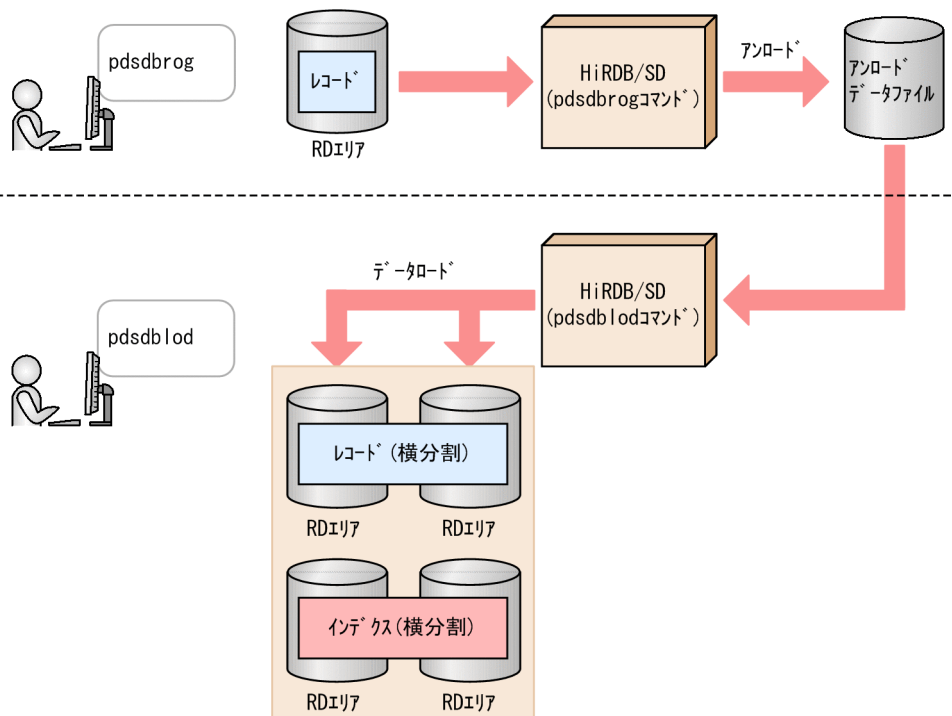 pdsdbrog
レコード
RDエリア
HiRDB/SD
(pdsdbrogコマンド)
アンロード
アンロード
データファイル
データロード
HiRDB/SD
(pdsdblodコマンド)
pdsdblod
レコード(横分割)
RDエリア
RDエリア
インデクス(横分割)
RDエリア
RDエリア